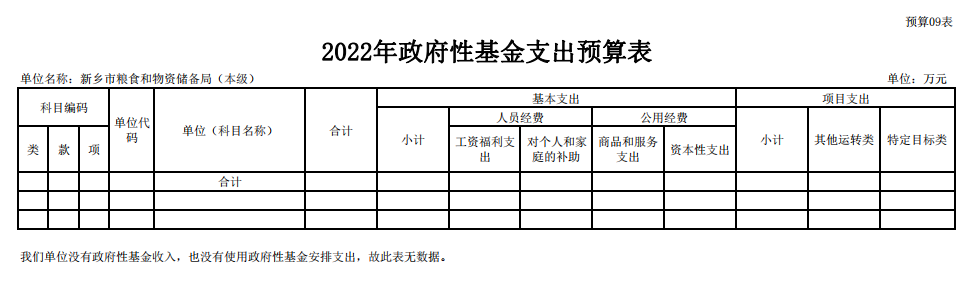 预算09表
2022年政府性基金支出预算表
单位名称：新乡市粮食和物资储备局（本级） 单位：万元
科目编码 单位代码 单位（科目名称） 合计 基本支出 项目支出
小计 人员经费 公用经费 小计 其他运转类 特定目标类
类 款 项 工资福利支出 对个人和家庭的补助 商品和服务支出 资本性支出
合计
我们单位没有政府性基金收入，也没有使用政府性基金安排支出，故此表无数据。